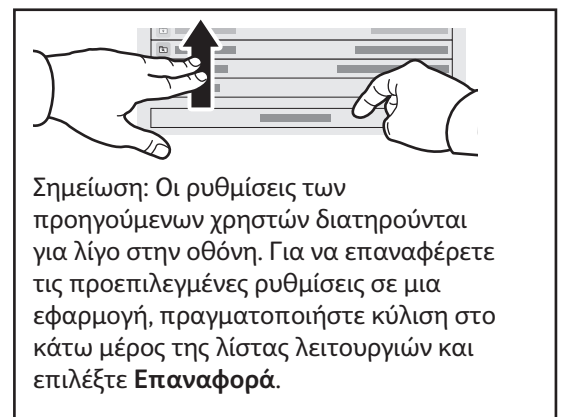 Σημείωση: Οι ρυθμίσεις των
προηγούμενων χρηστών διατηρούνται
για λίγο στην οθόνη. Για να επαναφέρετε
τις προεπιλεγμένες ρυθμίσεις σε μια
εφαρμογή, πραγματοποιήστε κύλιση στο
κάτω μέρος της λίστας λειτουργιών και
επιλέξτε Επαναφορά.